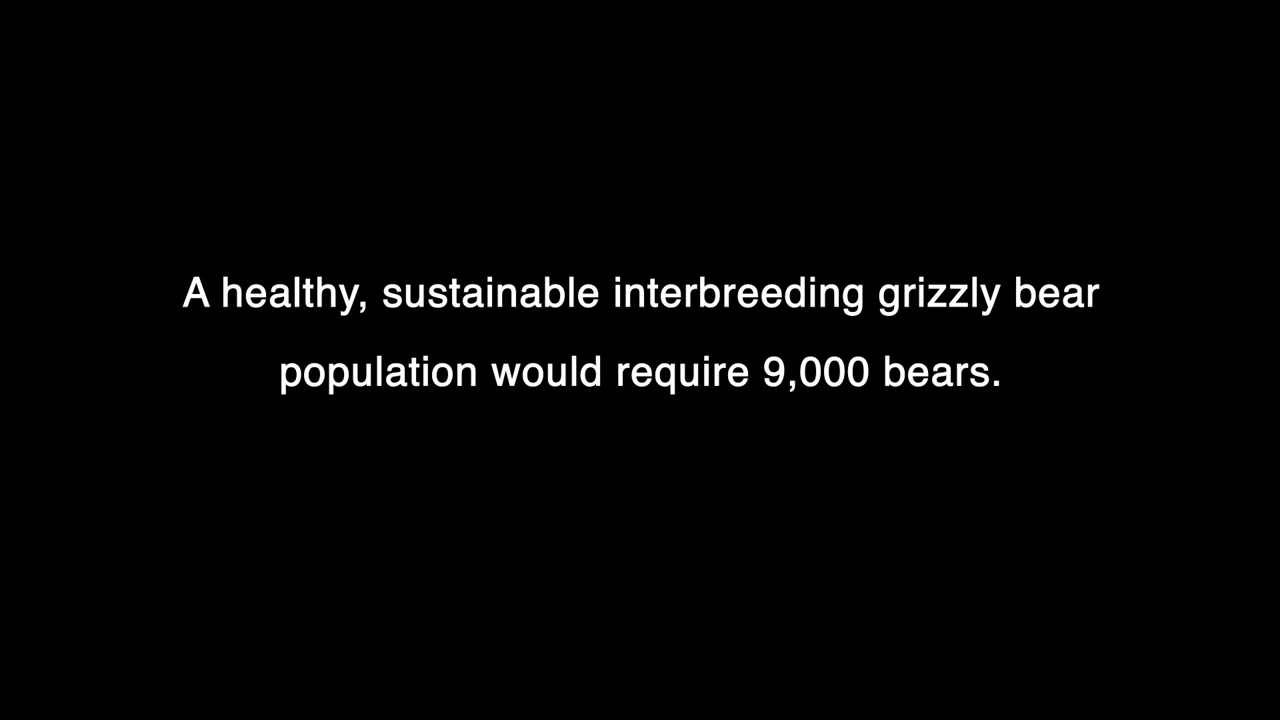 A healthy, sustainable interbreeding grizzly bear
population would require 9,000 bears.